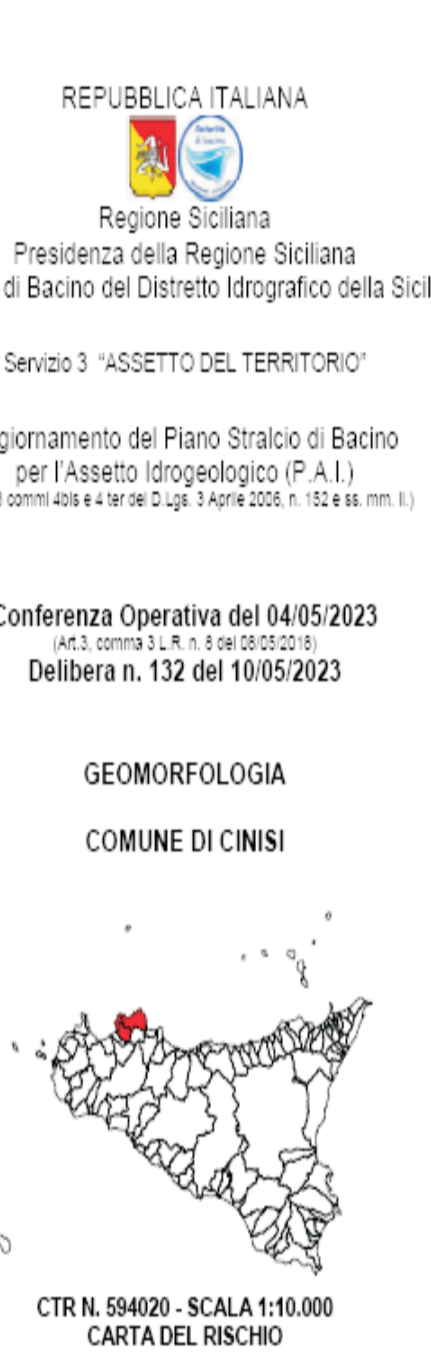 REPUBBLICA ITALIANA
Regione Siciliana
Presidenza della Regione Siciliana
di Bacino del Distretto Idrografico della Sicil
Servizio 3 "ASSETTO DEL TERRITORIO"
giornamento del Piano Stralcio di Bacino
per l'Assetto Idrogeologico (P.A.I.)
commi 4bis e 4 ter del D.Lgs. 3 Aprile 2006, n. 152 e ss. mm. ii.)
Conferenza Operativa del 04/05/2023
(Art.3, comma 3 L.R. n. 8 del 08/05/2018)
Delibera n. 132 del 10/05/2023
GEOMORFOLOGIA
COMUNE DI CINISI
CTR N. 594020 - SCALA 1:10.000
CARTA DEL RISCHIO